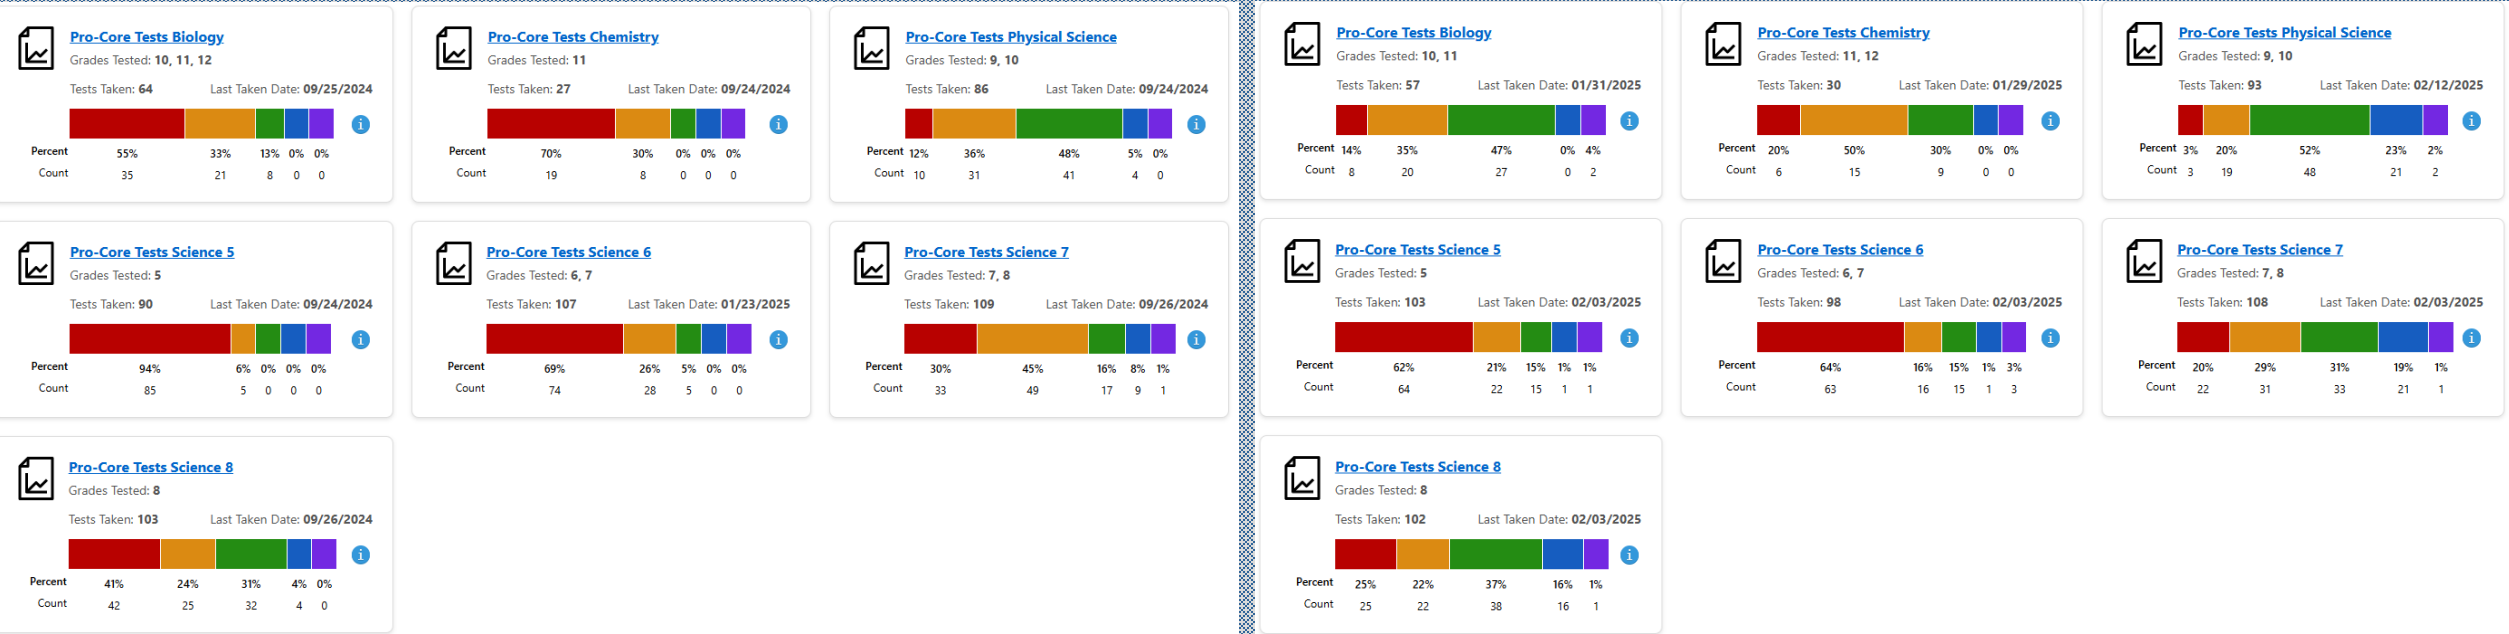 Pro-Core Tests Biology
Grades Tested: 10, 11, 12
Tests Taken: 64 Last Taken Date: 09/25/2024
Percent 55% 33% 13% 0% 0%
Count 35 21 8 0 0
Pro-Core Tests Chemistry
Grades Tested: 11
Tests Taken: 27 Last Taken Date: 09/24/2024
Percent 70% 30% 0% 0% 0%
Count 19 8 0 0 0
Pro-Core Tests Physical Science
Grades Tested: 9, 10
Tests Taken: 86 Last Taken Date: 09/24/2024
Percent 12% 36% 48% 5% 0%
Count 10 31 41 4 0
Pro-Core Tests Science 5
Grades Tested: 5
Tests Taken: 90 Last Taken Date: 09/24/2024
Percent 94% 6% 0% 0% 0%
Count 85 5 0 0 0
Pro-Core Tests Science 6
Grades Tested: 6, 7
Tests Taken: 107 Last Taken Date: 01/23/2025
Percent 69% 26% 5% 0% 0%
Count 74 28 5 0 0
Pro-Core Tests Science 7
Grades Tested: 7, 8
Tests Taken: 109 Last Taken Date: 09/26/2024
Percent 30% 45% 16% 8% 1%
Count 33 49 17 9 1
Pro-Core Tests Science 8
Grades Tested: 8
Tests Taken: 103 Last Taken Date: 09/26/2024
Percent 41% 24% 31% 4% 0%
Count 42 25 32 4 0
Pro-Core Tests Biology
Grades Tested: 10, 11
Tests Taken: 57 Last Taken Date: 01/31/2025
Percent 14% 35% 47% 0% 4%
Count 8 20 27 0 2
Pro-Core Tests Chemistry
Grades Tested: 11, 12
Tests Taken: 30 Last Taken Date: 01/29/2025
Percent 20% 50% 30% 0% 0%
Count 6 15 9 0 0
Pro-Core Tests Physical Science
Grades Tested: 9, 10
Tests Taken: 93 Last Taken Date: 02/12/2025
Percent 3% 20% 52% 23% 2%
Count 3 19 48 21 2
Pro-Core Tests Science 5
Grades Tested: 5
Tests Taken: 103 Last Taken Date: 02/03/2025
Percent 62% 21% 15% 1% 1%
Count 64 22 15 1 1
Pro-Core Tests Science 6
Grades Tested: 6, 7
Tests Taken: 98 Last Taken Date: 02/03/2025
Percent 64% 16% 15% 1% 3%
Count 63 16 15 1 3
Pro-Core Tests Science 7
Grades Tested: 7, 8
Tests Taken: 108 Last Taken Date: 02/03/2025
Percent 20% 29% 31% 19% 1%
Count 22 31 33 21 1
Pro-Core Tests Science 8
Grades Tested: 8
Tests Taken: 102 Last Taken Date: 02/03/2025
Percent 25% 22% 37% 16% 1%
Count 25 22 38 16 1